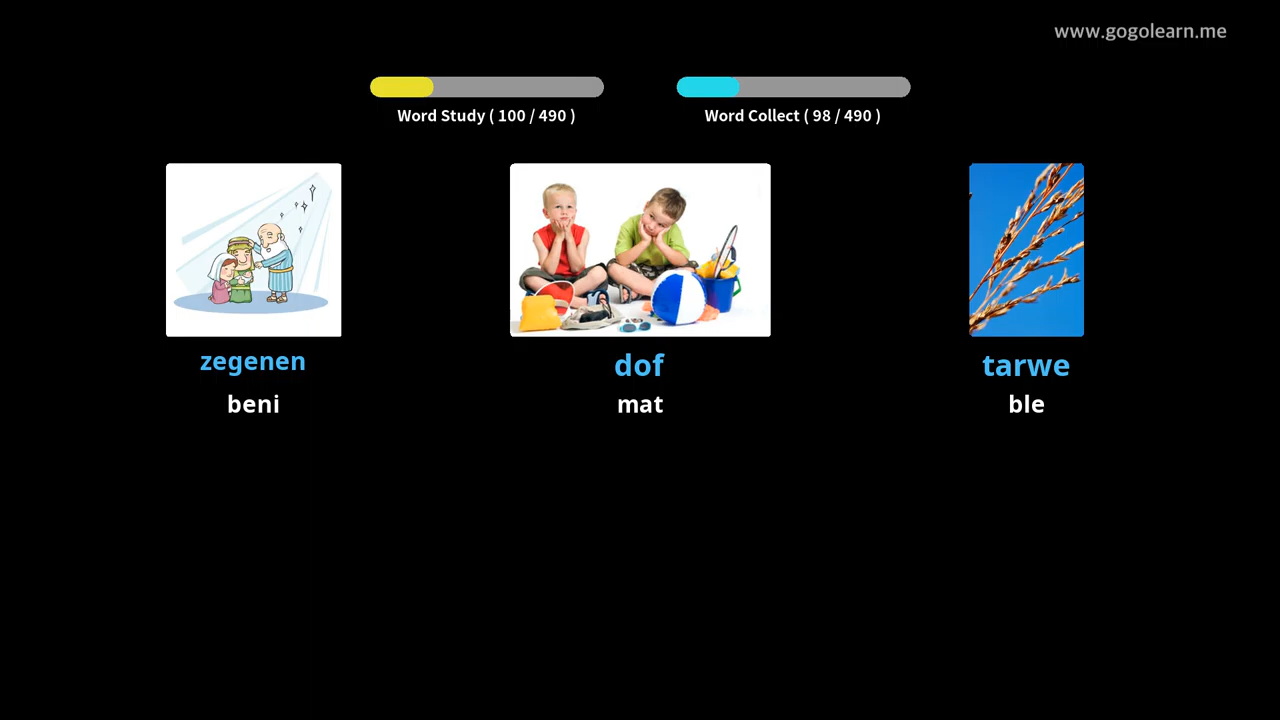 www.gogolearn.me
Word Study ( 100 / 490 )
Word Collect ( 98 / 490 )
zegenen
beni
dof
mat
tarwe
ble